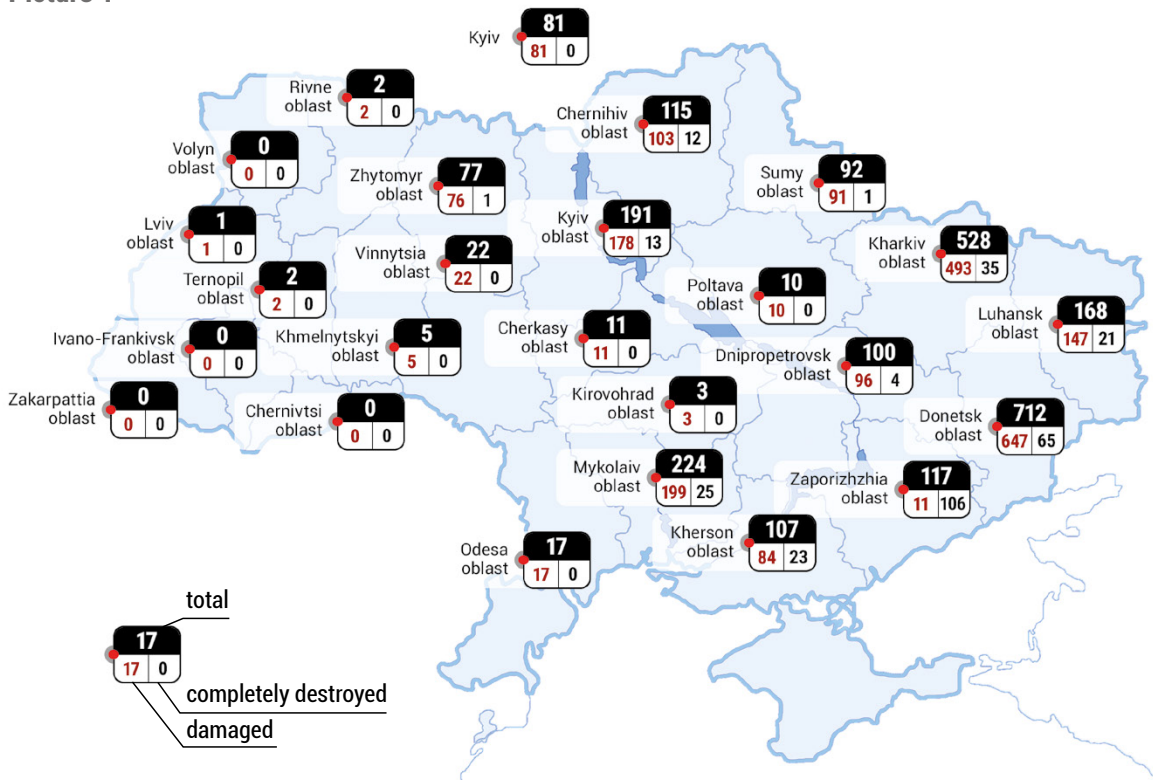 Kyiv
81
81 0
Rivne
oblast
2
2 0
Chernihiv
oblast
115
103 12
Volyn
oblast
0
0 0
Zhytomyr
oblast
77
76 1
Sumy
oblast
92
91 1
Lviv
oblast
1
1 0
Kyiv
oblast
191
178 13
Kharkiv
oblast
528
493 35
Vinnytsia
oblast
22
22 0
Ternopil
oblast
2
2 0
Poltava
oblast
10
10 0
Luhansk
oblast
168
147 21
Ivano-Frankivsk
oblast
0
0 0
Khmelnytskyi
oblast
5
5 0
Cherkasy
oblast
11
11 0
Dnipropetrovsk
oblast
100
96 4
Zakarpattia
oblast
0
0 0
Chernivtsi
oblast
0
0 0
Kirovohrad
oblast
3
3 0
Donetsk
oblast
712
647 65
Mykolaiv
oblast
224
199 25
Zaporizhzhia
oblast
117
11 106
Kherson
oblast
107
84 23
Odesa
oblast
17
17 0
total
17
17 0
completely destroyed
damaged